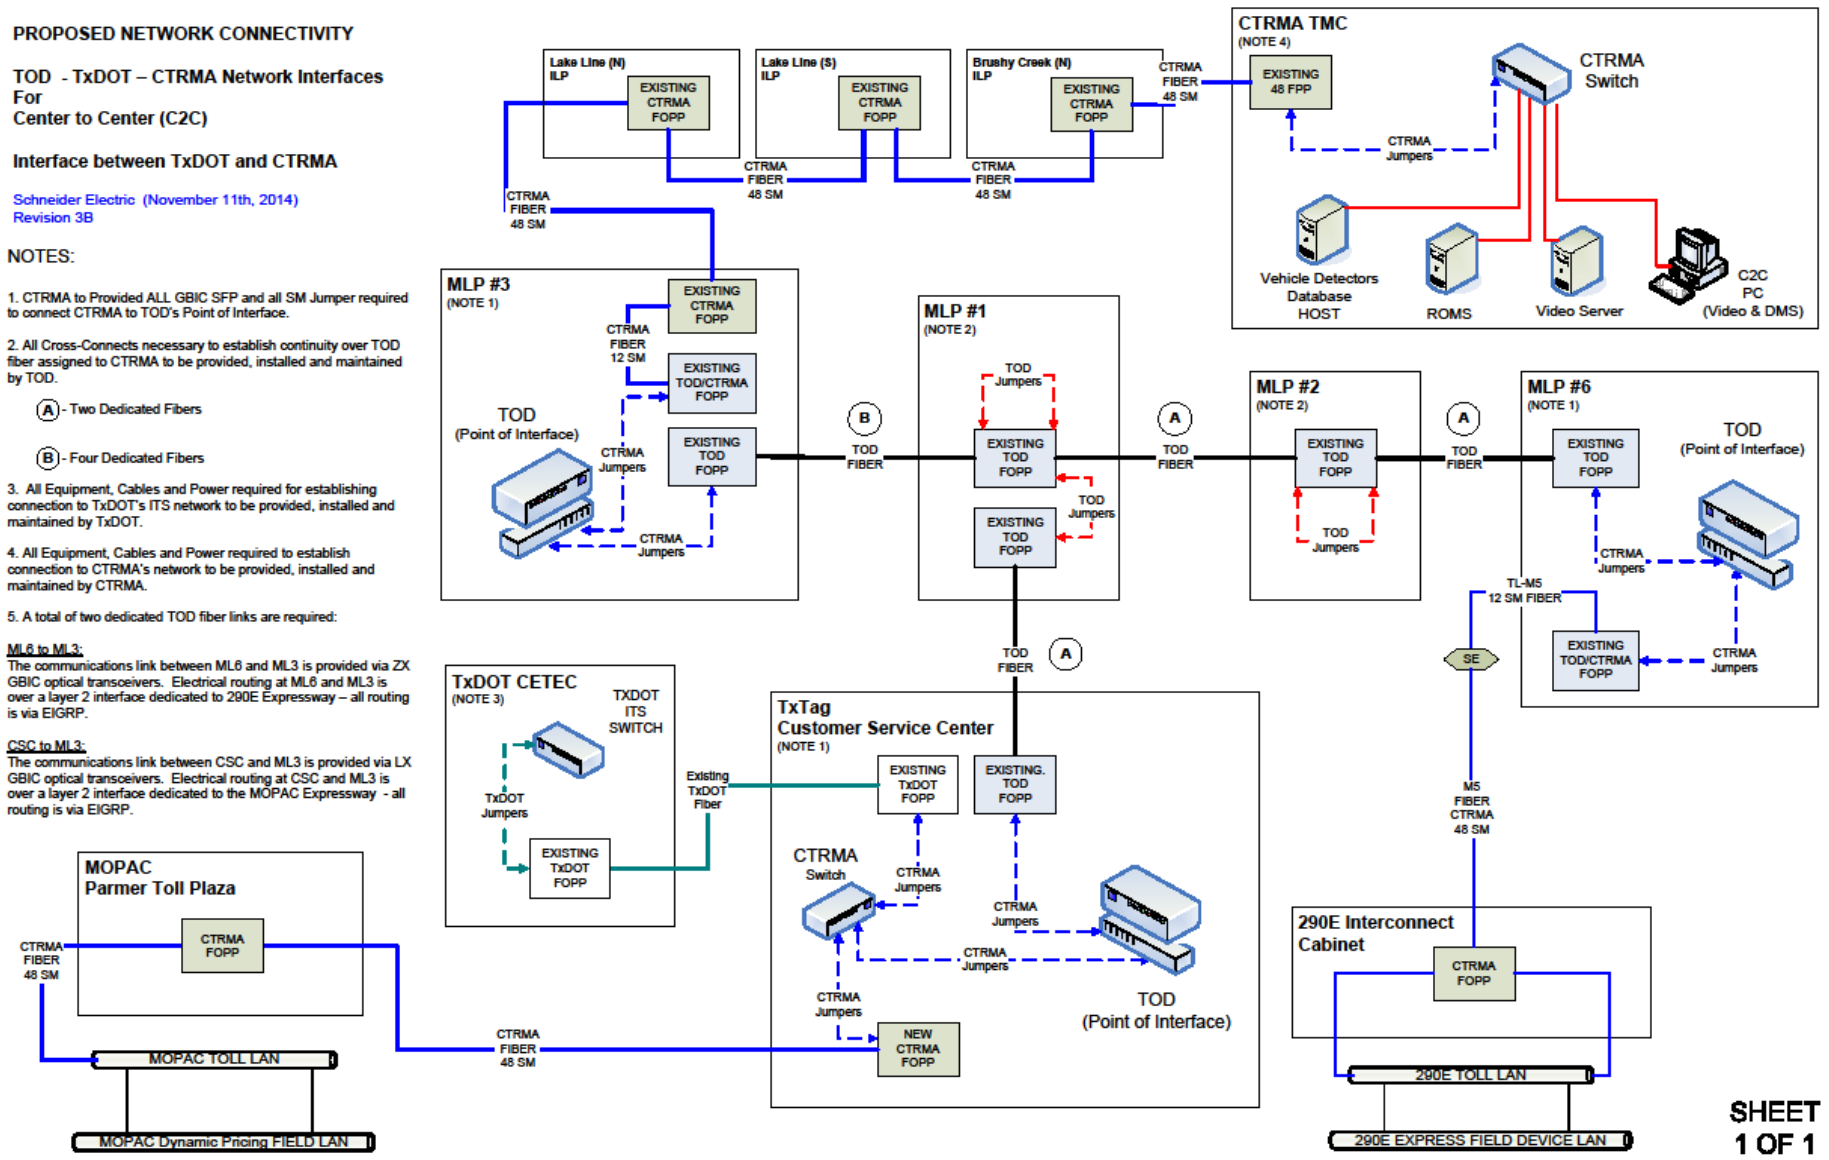 PROPOSED NETWORK CONNECTIVITY
TOD - TxDOT – CTRMA Network Interfaces
For
Center to Center (C2C)
Interface between TxDOT and CTRMA
Schneider Electric (November 11th, 2014)
Revision 3B
NOTES:
1. CTRMA to Provided ALL GBIC SFP and all SM Jumper required
to connect CTRMA to TOD's Point of Interface.
2. All Cross-Connects necessary to establish continuity over TOD
fiber assigned to CTRMA to be provided, installed and maintained
by TOD.
A - Two Dedicated Fibers
B - Four Dedicated Fibers
3. All Equipment, Cables and Power required for establishing
connection to TxDOT's ITS network to be provided, installed and
maintained by TxDOT.
4. All Equipment, Cables and Power required to establish
connection to CTRMA's network to be provided, installed and
maintained by CTRMA.
5. A total of two dedicated TOD fiber links are required:
ML6 to ML3:
The communications link between ML6 and ML3 is provided via ZX
GBIC optical transceivers. Electrical routing at ML6 and ML3 is
over a layer 2 interface dedicated to 290E Expressway – all routing
is via EIGRP.
CSC to ML3:
The communications link between CSC and ML3 is provided via LX
GBIC optical transceivers. Electrical routing at CSC and ML3 is
over a layer 2 interface dedicated to the MOPAC Expressway - all
routing is via EIGRP.
Lake Line (N)
ILP
EXISTING
CTRMA
FOPP
Lake Line (S)
ILP
EXISTING
CTRMA
FOPP
Brushy Creek (N)
ILP
EXISTING
CTRMA
FOPP
CTRMA
FIBER
48 SM
CTRMA
FIBER
48 SM
CTRMA
FIBER
48 SM
CTRMA
FIBER
48 SM
CTRMA TMC
(NOTE 4)
EXISTING
48 FPP
CTRMA
Jumpers
CTRMA
Switch
Vehicle Detectors
Database
HOST
ROMS
Video Server
C2C
PC
(Video & DMS)
MLP #3
(NOTE 1)
EXISTING
CTRMA
FOPP
CTRMA
FIBER
12 SM
EXISTING
TOD/CTRMA
FOPP
TOD
(Point of Interface)
EXISTING
TOD
FOPP
CTRMA
Jumpers
CTRMA
Jumpers
B
TOD
FIBER
MLP #1
(NOTE 2)
TOD
Jumpers
EXISTING
TOD
FOPP
TOD
Jumpers
EXISTING
TOD
FOPP
A
TOD
FIBER
MLP #2
(NOTE 2)
EXISTING
TOD
FOPP
TOD
Jumpers
A
TOD
FIBER
MLP #6
(NOTE 1)
EXISTING
TOD
FOPP
TOD
(Point of Interface)
CTRMA
Jumpers
TL-M5
12 SM FIBER
EXISTING
TOD/CTRMA
FOPP
CTRMA
Jumpers
SE
TOD
FIBER
A
TxDOT CETEC
(NOTE 3)
TXDOT
ITS
SWITCH
TxDOT
Jumpers
EXISTING
TxDOT
FOPP
Existing
TxDOT
Fiber
TxTag
Customer Service Center
(NOTE 1)
EXISTING
TxDOT
FOPP
EXISTING.
TOD
FOPP
CTRMA
Switch
CTRMA
Jumpers
CTRMA
Jumpers
CTRMA
Jumpers
CTRMA
Jumpers
TOD
(Point of Interface)
NEW
CTRMA
FOPP
M5
FIBER
CTRMA
48 SM
MOPAC
Parmer Toll Plaza
CTRMA
FOPP
CTRMA
FIBER
48 SM
CTRMA
FIBER
48 SM
MOPAC TOLL LAN
MOPAC Dynamic Pricing FIELD LAN
290E Interconnect
Cabinet
CTRMA
FOPP
290E TOLL LAN
290E EXPRESS FIELD DEVICE LAN
SHEET
1 OF 1